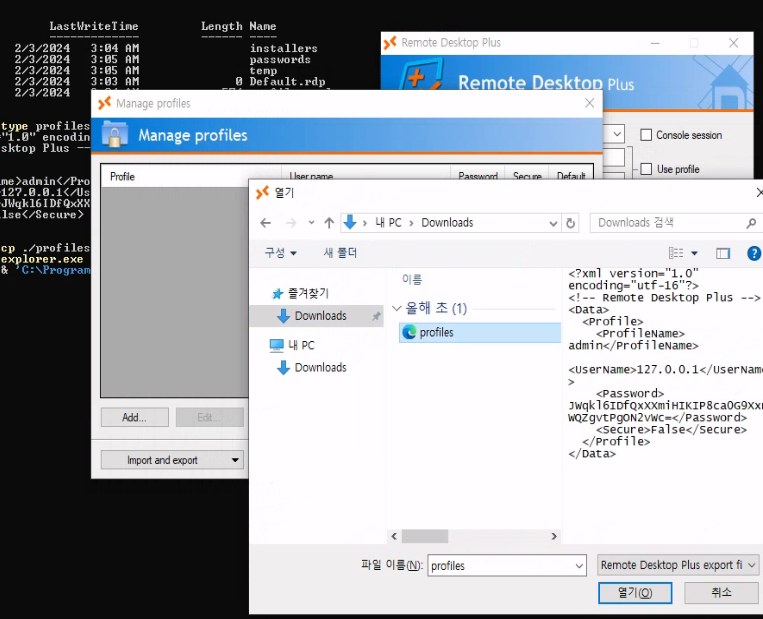 LastWriteTime Length Name
2/3/2024 3:04 AM installers
2/3/2024 3:05 AM passwords
2/3/2024 3:05 AM temp
2/3/2024 3:03 AM 0 Default.rdp
2/3/2024 3:05 AM
type profiles
="1.0" encodin
sktop Plus --
me>admin</Pro
>127.0.0.1</Us
lse</Secure>
cp ./profiles
explorer.exe
& 'C:\Program
Remote Desktop Plus
Remote Desktop Plus
Console session
Use profile
Manage profiles
Manage profiles
Profile User name Password Secure Default
Add... Edit...
Import and export
열기
내 PC > Downloads
Downloads 검색
구성 새 폴더
즐겨찾기
Downloads
내 PC
Downloads
이름
올해 초 (1)
profiles
<?xml version="1.0"
encoding="utf-16"?>
<!-- Remote Desktop Plus -->
<Data>
<Profile>
<ProfileName>
admin</ProfileName>
<UserName>127.0.0.1</UserName
>
<Password>
WQZgvtPgON2vWc=</Password>
<Secure>False</Secure>
</Profile>
</Data>
파일 이름(N): profiles
Remote Desktop Plus export fi
열기(O) 취소